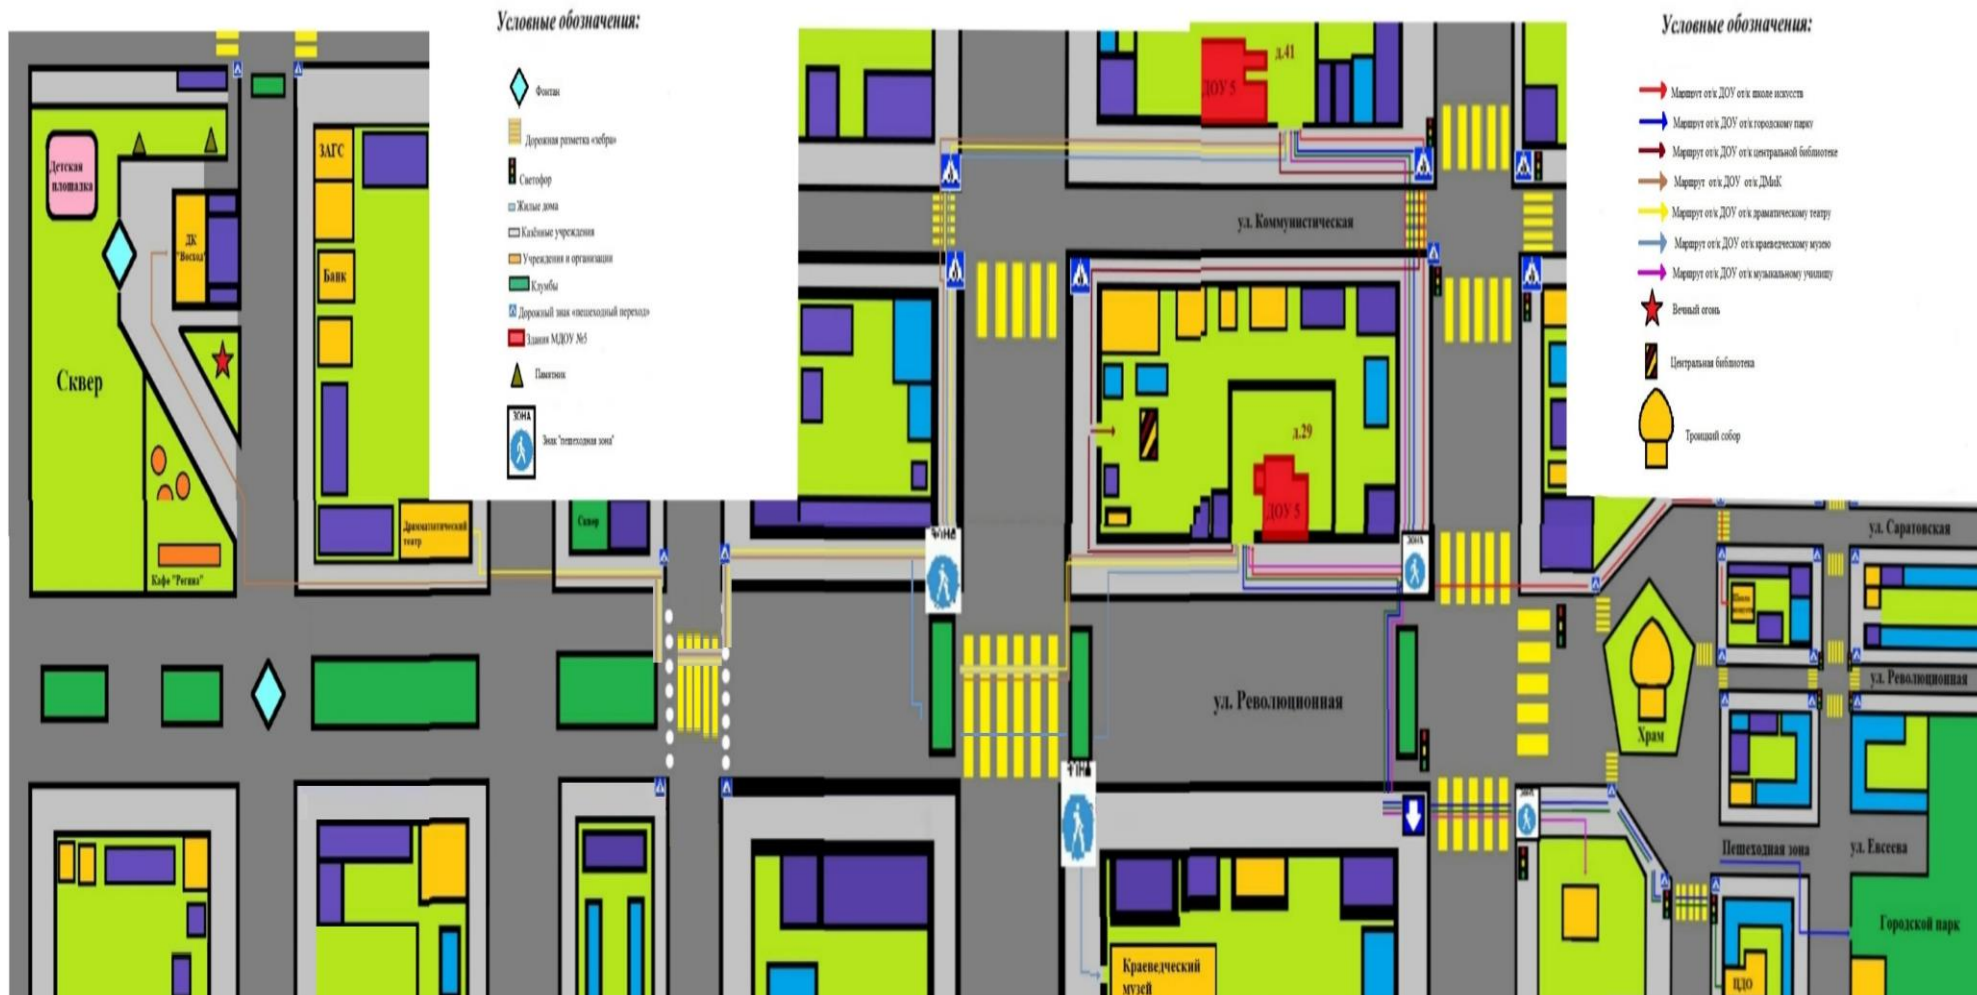 Условные обозначения:
Фонтан
Дорожная разметка «зебра»
Светофор
Жилые дома
Казённые учреждения
Учреждения и организации
Клумбы
Дорожный знак «пешеходный переход»
Здания МДОУ №5
Памятник
ЗОНА
Знак "пешеходная зона"
Условные обозначения:
Маршрут от/к ДОУ от/к школе искусств
Маршрут от/к ДОУ от/к городскому парку
Маршрут от/к ДОУ от/к центральной библиотеке
Маршрут от/к ДОУ от/к ДМиК
Маршрут от/к ДОУ от/к драматическому театру
Маршрут от/к ДОУ от/к краеведческому музею
Маршрут от/к ДОУ от/к музыкальному училищу
Вечный огонь
Центральная библиотека
Троицкий собор
Детская
площадка
ЗАГС
ДК
"Восход"
Банк
Сквер
Кафе "Регина"
Драматический
театр
Сквер
д.41
ДОУ 5
ул. Коммунистическая
д.29
ДОУ 5
ул. Революционная
ул. Саратовская
ул. Революционная
Храм
Пешеходная зона
ул. Евсеева
Городской парк
Краеведческий
музей
ЦДО